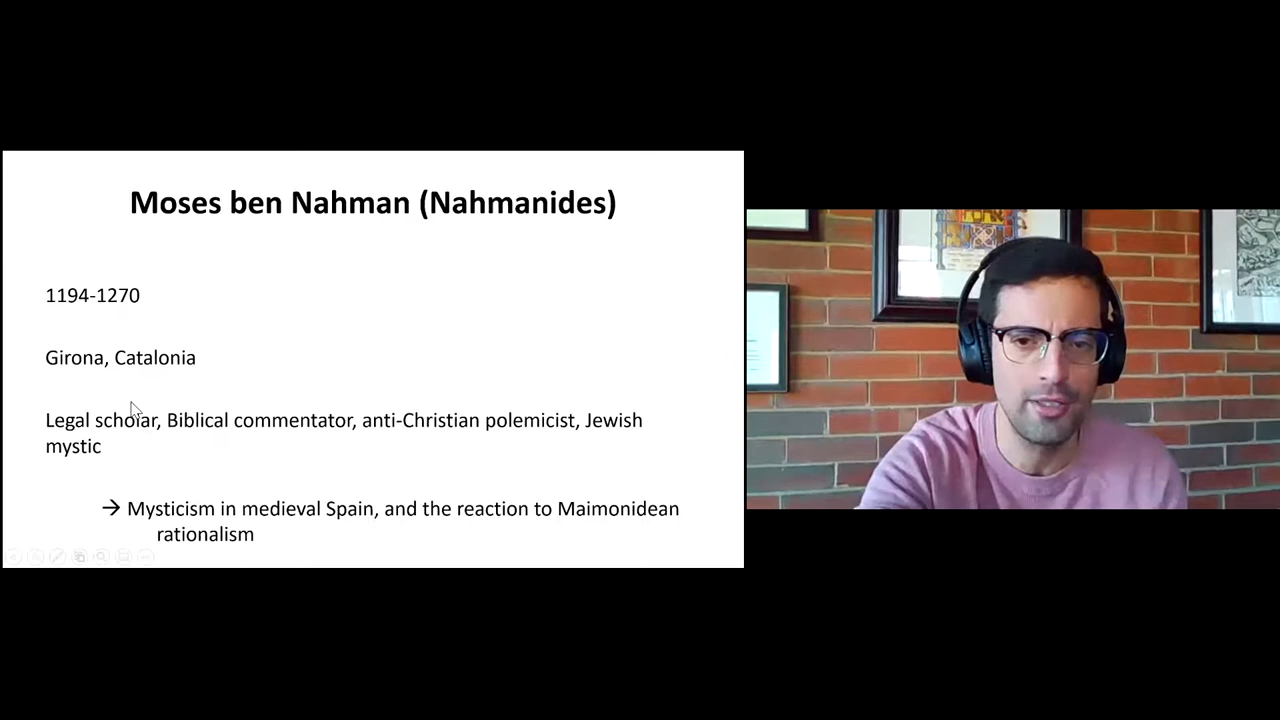 Moses ben Nahman (Nahmanides)
1194-1270
Girona, Catalonia
Legal scholar, Biblical commentator, anti-Christian polemicist, Jewish
mystic
→ Mysticism in medieval Spain, and the reaction to Maimonidean
rationalism